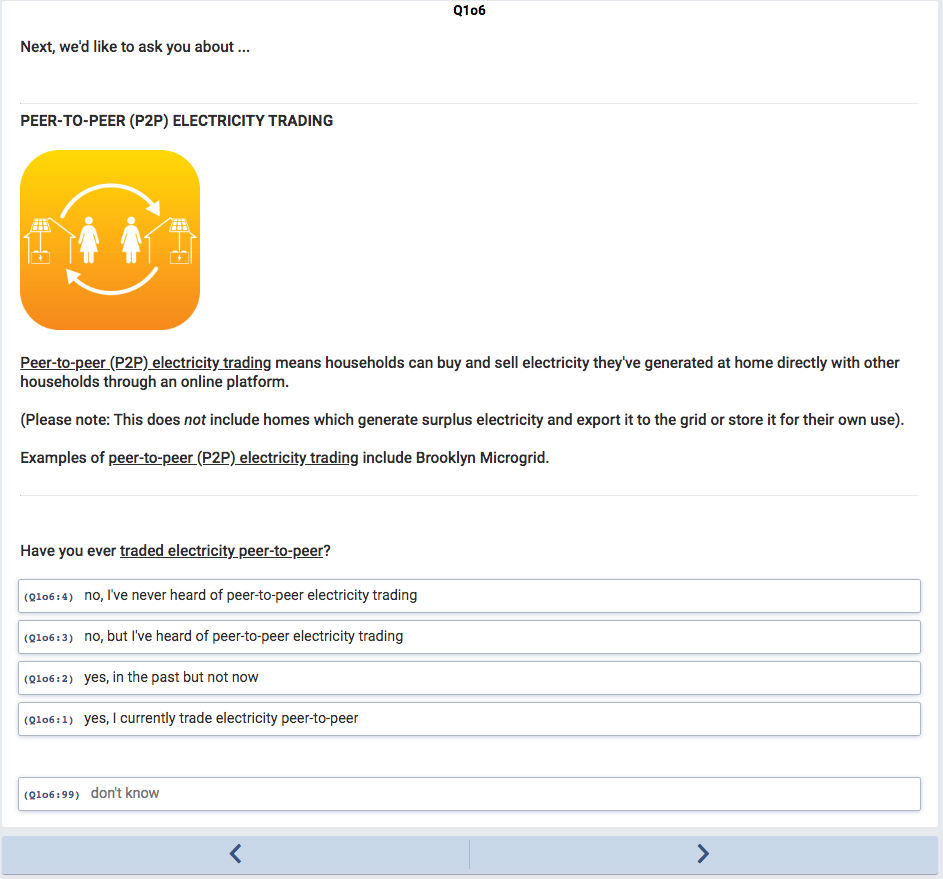 Q1o6
Next, we'd like to ask you about ...
PEER-TO-PEER (P2P) ELECTRICITY TRADING
Peer-to-peer (P2P) electricity trading means households can buy and sell electricity they've generated at home directly with other
households through an online platform.
(Please note: This does not include homes which generate surplus electricity and export it to the grid or store it for their own use).
Examples of peer-to-peer (P2P) electricity trading include Brooklyn Microgrid.
Have you ever traded electricity peer-to-peer?
(Q1o6:4) no, I've never heard of peer-to-peer electricity trading
(Q1o6:3) no, but I've heard of peer-to-peer electricity trading
(Q1o6:2) yes, in the past but not now
(Q1o6:1) yes, I currently trade electricity peer-to-peer
(Q1o6:99) don't know